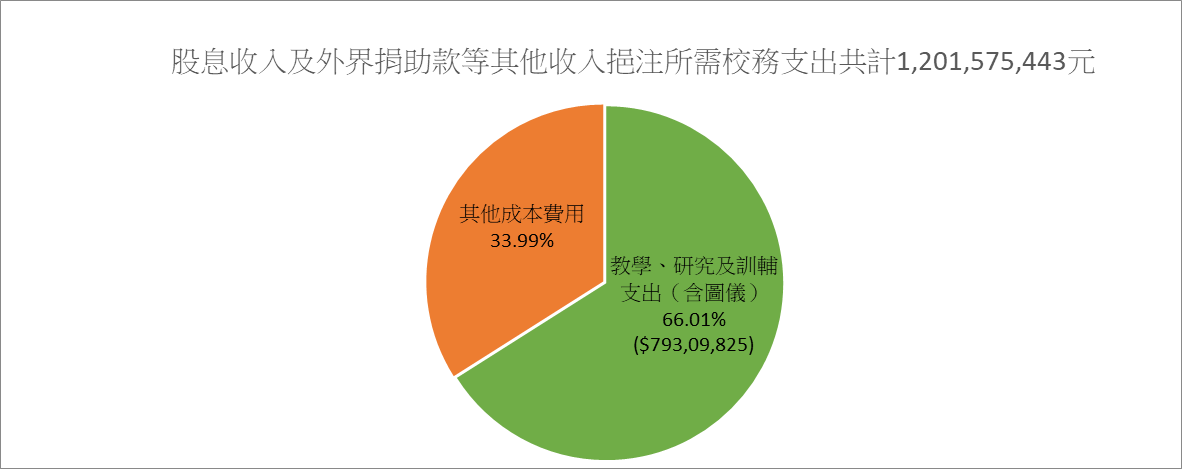 股息收入及外界捐助款等其他收入挹注所需校務支出共計1,201,575,443元
其他成本費用
33.99%
教學、研究及訓輔
支出（含圖儀）
66.01%
($793,09,825)